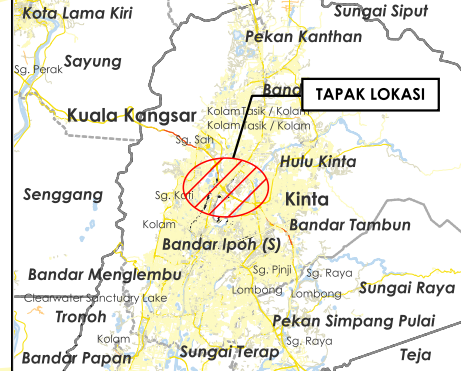 Kota Lama Kiri
Sungai Siput
Pekan Kanthan
Sayung
Sg. Perak
Band
TAPAK LOKASI
Kuala Kangsar
Kolam Tasik / Kolam
Kolam Tasik / Kolam
Sg. Sah
Hulu Kinta
Senggang
Sg. Kati
Kinta
Kolam
Bandar Tambun
Bandar Ipoh (S)
Bandar Menglembu
Sg. Pinji
Sg. Raya
Clearwater Sanctuary Lake
Lombong
Lombong
Sungai Raya
Tronoh
Pekan Simpang Pulai
Kolam
Sg. Raya
Bandar Papan
Sungai Terap
Teja